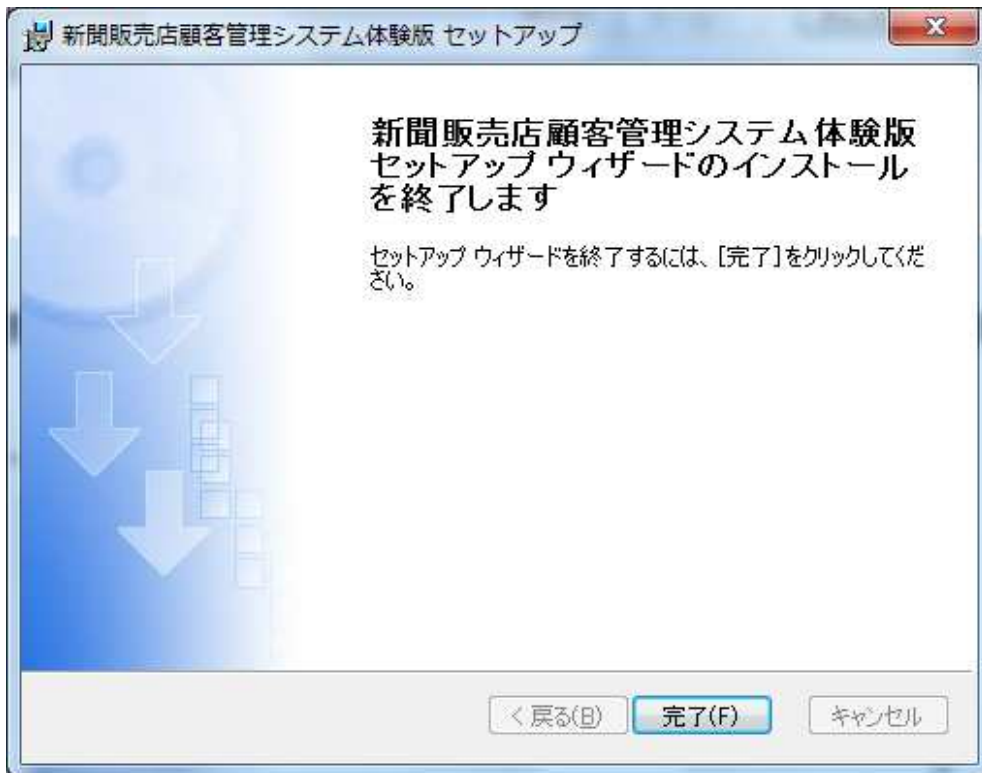 新聞販売店顧客管理システム体験版 セットアップ
新聞販売店顧客管理システム体験版
セットアップ ウィザードのインストール
を終了します
セットアップ ウィザードを終了するには、[完了]をクリックしてくだ
さい。
< 戻る(B)
完了(F)
キャンセル